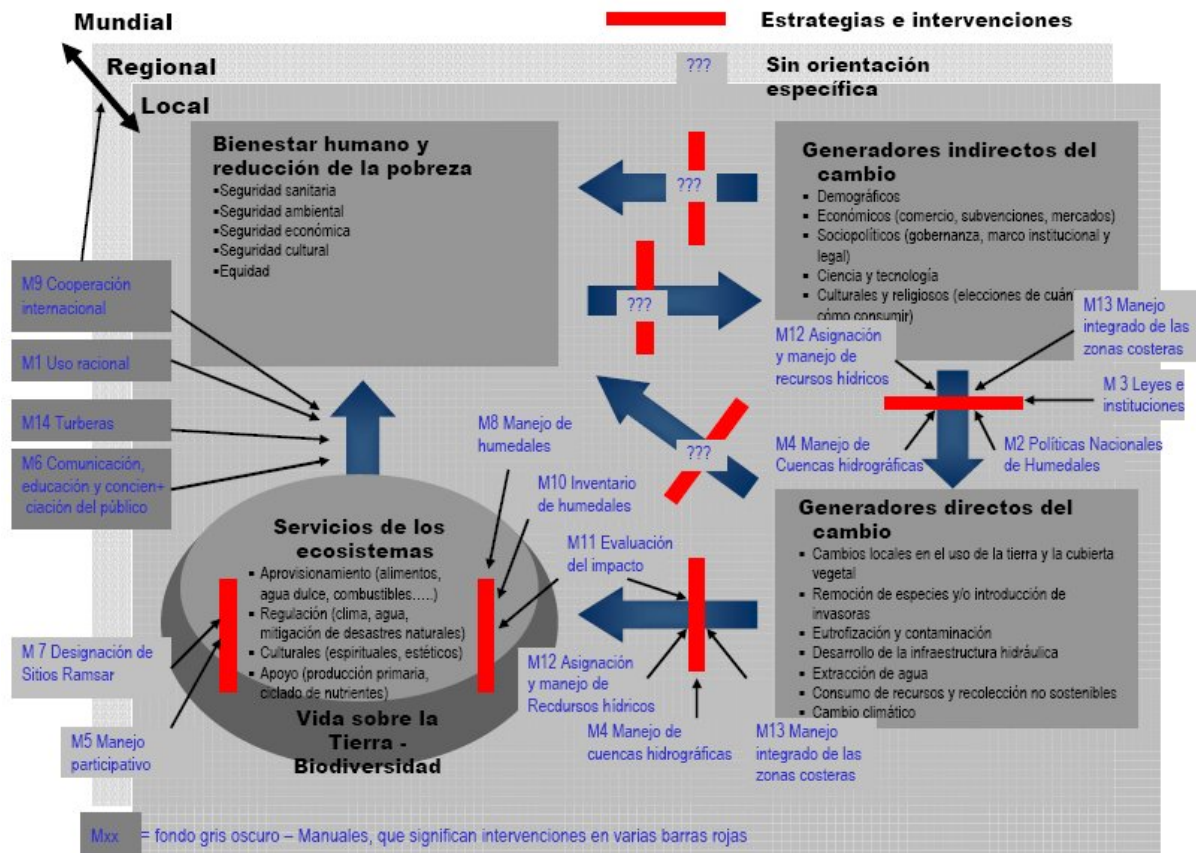 Mundial
Regional
Local
Estrategias e intervenciones
???
Sin orientación
específica
Bienestar humano y
reducción de la pobreza
▪Seguridad sanitaria
▪Seguridad ambiental
▪Seguridad económica
▪Seguridad cultural
▪Equidad
???
???
Generadores indirectos del
cambio
▪ Demográficos
▪ Económicos (comercio, subvenciones, mercados)
▪ Sociopolíticos (gobernanza, marco institucional y
legal)
▪ Ciencia y tecnología
▪ Culturales y religiosos (elecciones de
cómo consumir)
M9 Cooperación
internacional
M1 Uso racional
M14 Turberas
M6 Comunicación,
educación y concien+
ciación del público
M12 Asignación
y manejo de
recursos hídricos
M13 Manejo
integrado de las
zonas costeras
M 3 Leyes e
instituciones
M4 Manejo de
Cuencas hidrográficas
M2 Políticas Nacionales
de Humedales
M8 Manejo de
humedales
M10 Inventario
de humedales
M11 Evaluación
del impacto
???
Servicios de los
ecosistemas
▪ Aprovisionamiento (alimentos,
agua dulce, combustibles…..)
▪ Regulación (clima, agua,
mitigación de desastres naturales)
▪ Culturales (espirituales, estéticos)
▪ Apoyo (producción primaria,
ciclado de nutrientes)
Vida sobre la
Tierra -
Biodiversidad
M 7 Designación de
Sitios Ramsar
M5 Manejo
participativo
M12 Asignación
y manejo de
Recdursos hídricos
M4 Manejo de
cuencas hidrográficas
M13 Manejo
integrado de las
zonas costeras
Generadores directos del
cambio
▪ Cambios locales en el uso de la tierra y la cubierta
vegetal
▪ Remoción de especies y/o introducción de
invasoras
▪ Eutrofización y contaminación
▪ Desarrollo de la infraestructura hidráulica
▪ Extracción de agua
▪ Consumo de recursos y recolección no sostenibles
▪ Cambio climático
Mxx = fondo gris oscuro – Manuales, que significan intervenciones en varias barras rojas